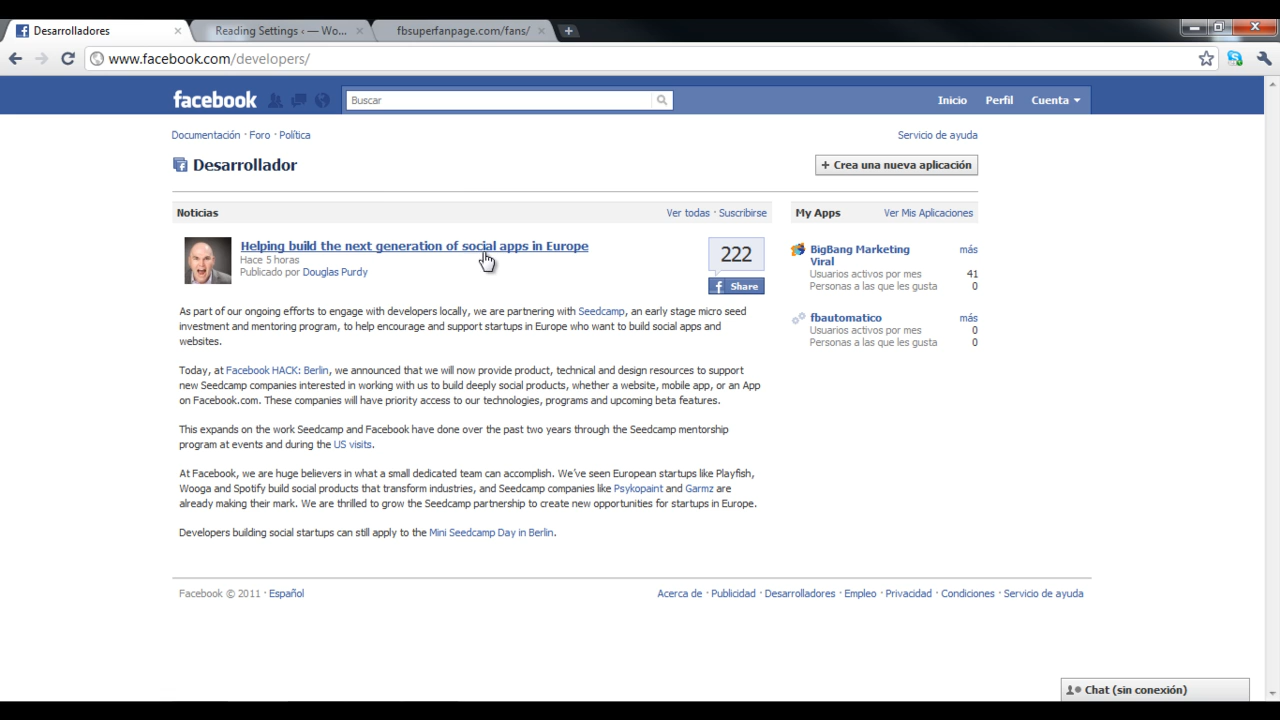 Desarrolladores
Reading Settings ‹ — Wo...
fbsuperfanpage.com/fans/
www.facebook.com/developers/
facebook
Buscar
Inicio Perfil Cuenta
Documentación · Foro · Política
Servicio de ayuda
Desarrollador
+ Crea una nueva aplicación
Noticias
Ver todas · Suscribirse
Helping build the next generation of social apps in Europe
Hace 5 horas
Publicado por Douglas Purdy
222
Share
As part of our ongoing efforts to engage with developers locally, we are partnering with Seedcamp, an early stage micro seed
investment and mentoring program, to help encourage and support startups in Europe who want to build social apps and
websites.
Today, at Facebook HACK: Berlin, we announced that we will now provide product, technical and design resources to support
new Seedcamp companies interested in working with us to build deeply social products, whether a website, mobile app, or an App
on Facebook.com. These companies will have priority access to our technologies, programs and upcoming beta features.
This expands on the work Seedcamp and Facebook have done over the past two years through the Seedcamp mentorship
program at events and during the US visits.
At Facebook, we are huge believers in what a small dedicated team can accomplish. We've seen European startups like Playfish,
Wooga and Spotify build social products that transform industries, and Seedcamp companies like Psykopaint and Garmz are
already making their mark. We are thrilled to grow the Seedcamp partnership to create new opportunities for startups in Europe.
Developers building social startups can still apply to the Mini Seedcamp Day in Berlin.
My Apps
Ver Mis Aplicaciones
BigBang Marketing
Viral
más
Usuarios activos por mes 41
Personas a las que les gusta 0
fbautomatico
más
Usuarios activos por mes 0
Personas a las que les gusta 0
Facebook © 2011 · Español
Acerca de · Publicidad · Desarrolladores · Empleo · Privacidad · Condiciones · Servicio de ayuda
Chat (sin conexión)